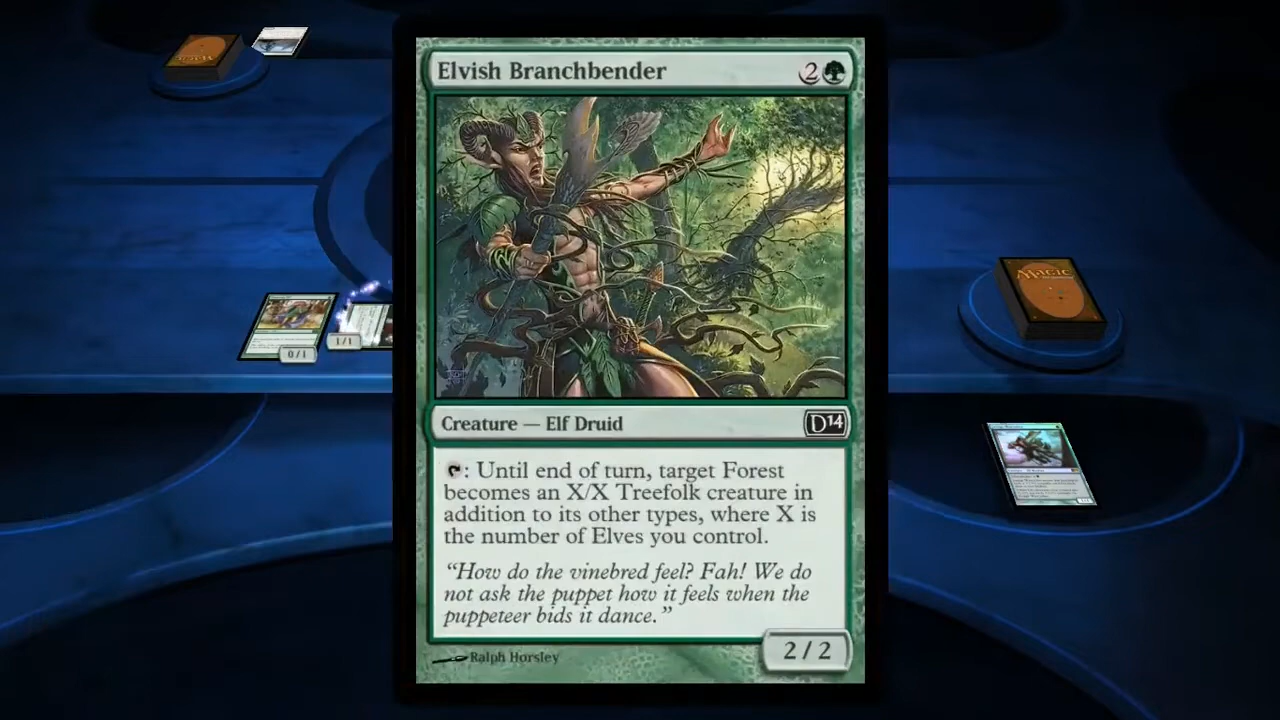 Elvish Branchbender 2
Creature — Elf Druid D14
: Until end of turn, target Forest
becomes an X/X Treefolk creature in
addition to its other types, where X is
the number of Elves you control.
“How do the vinebred feel? Fah! We do
not ask the puppet how it feels when the
puppeteer bids it dance.”
2/2
Ralph Horsley
0/1
1/1
MAGIC